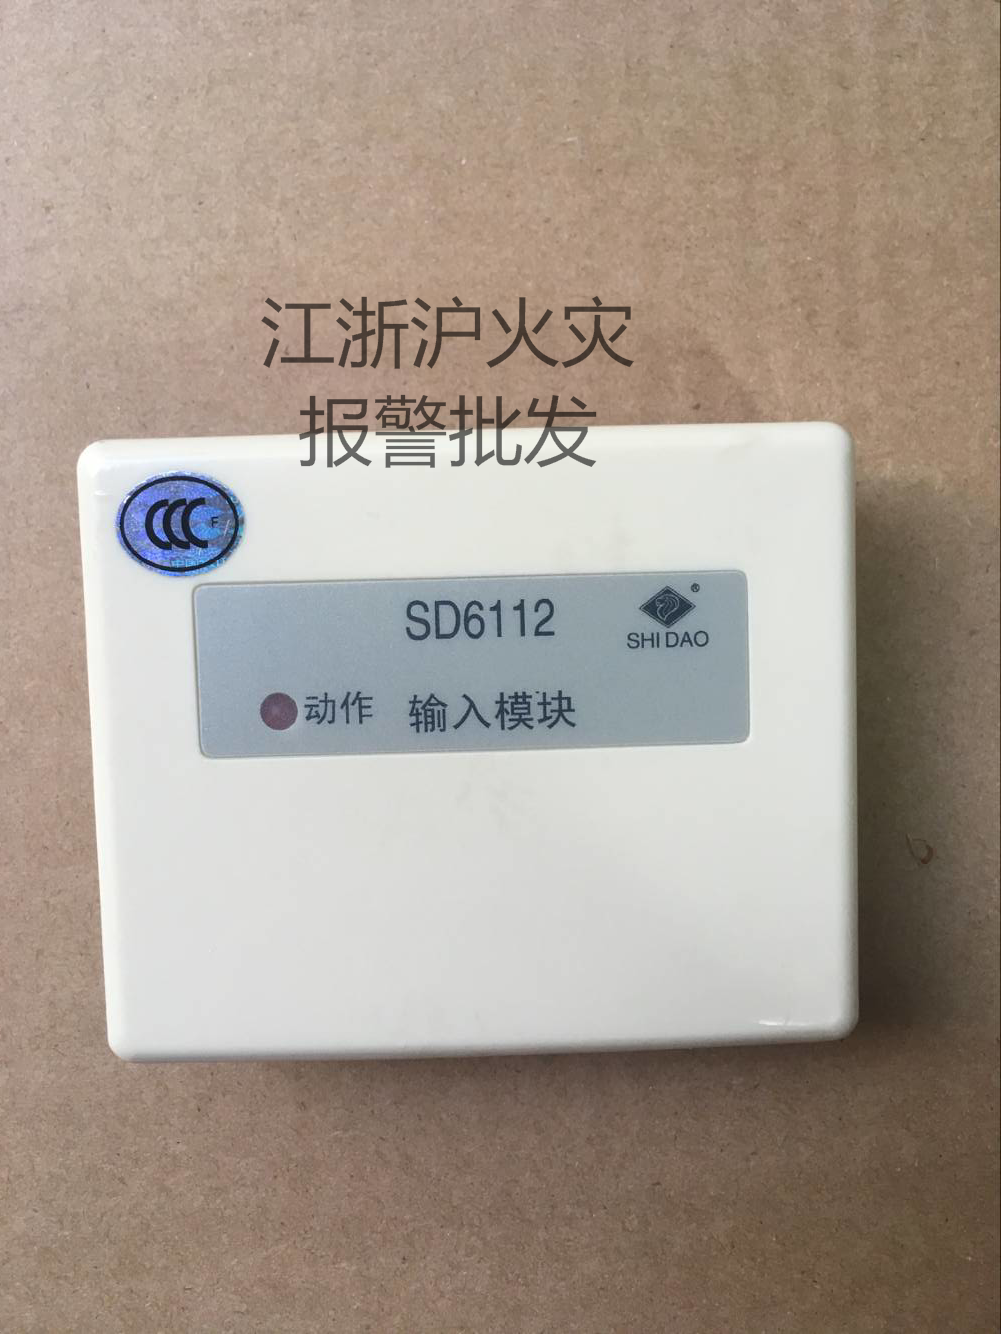 江浙沪火灾
报警批发
CCC F
SD6112
®
SHI DAO
动作 输入模块